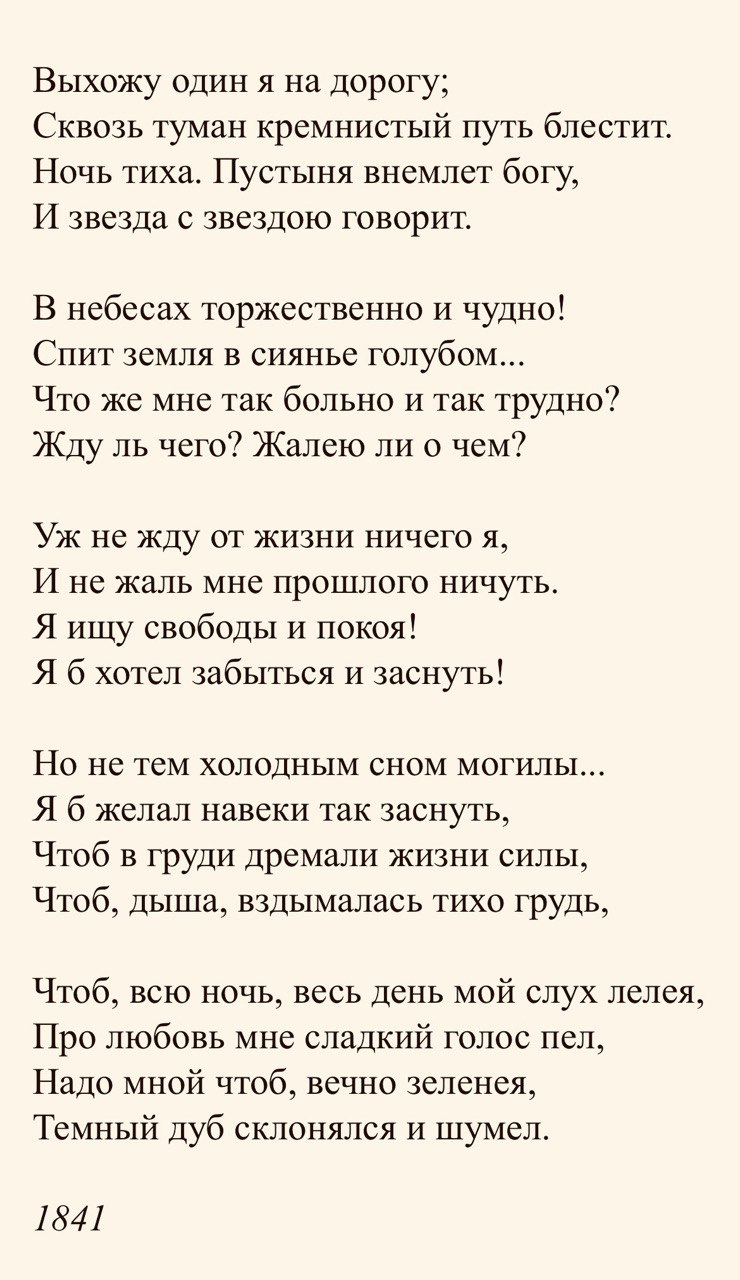 Выхожу один я на дорогу;
Сквозь туман кремнистый путь блестит.
Ночь тиха. Пустыня внемлет богу,
И звезда с звездою говорит.

В небесах торжественно и чудно!
Спит земля в сиянье голубом...
Что же мне так больно и так трудно?
Жду ль чего? Жалею ли о чем?

Уж не жду от жизни ничего я,
И не жаль мне прошлого ничуть.
Я ищу свободы и покоя!
Я б хотел забыться и заснуть!

Но не тем холодным сном могилы...
Я б желал навеки так заснуть,
Чтоб в груди дремали жизни силы,
Чтоб, дыша, вздымалась тихо грудь,

Чтоб, всю ночь, весь день мой слух лелея,
Про любовь мне сладкий голос пел,
Надо мной чтоб, вечно зеленея,
Темный дуб склонялся и шумел.

1841